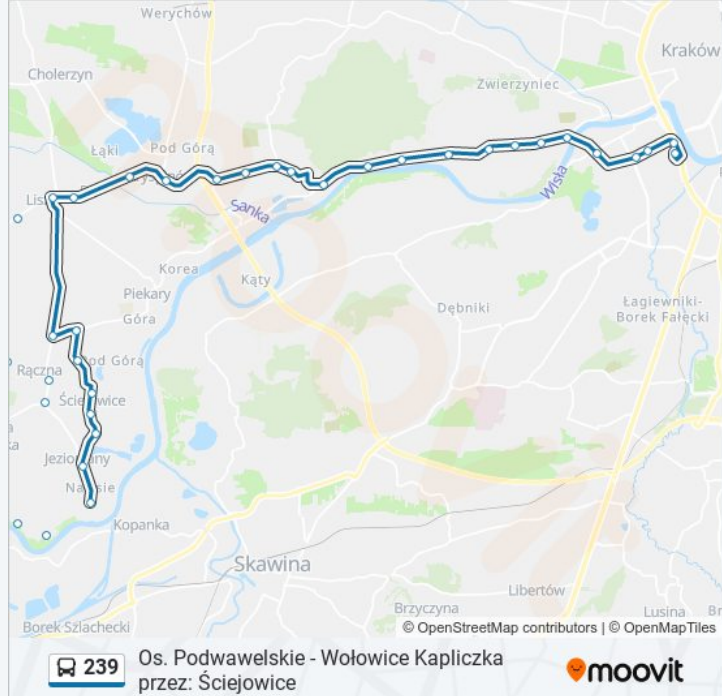 Werychów
Kraków
Cholerzyn
Zwierzyniec
Łąki
Pod Górą
Wisła
Sanka
Korea
Kąty
Piekary
Góra
Dębniki
Łagiewniki-
Borek Fałęcki
Pod Górą
Rączna
Ściejowice
Jeziorzany
Kopanka
Skawina
Libertów
Brzyczyna
Lusina
Borek Szlachecki
© OpenStreetMap contributors | © OpenMapTiles
239
Os. Podwawelskie - Wołowice Kapliczka
przez: Ściejowice
moovit